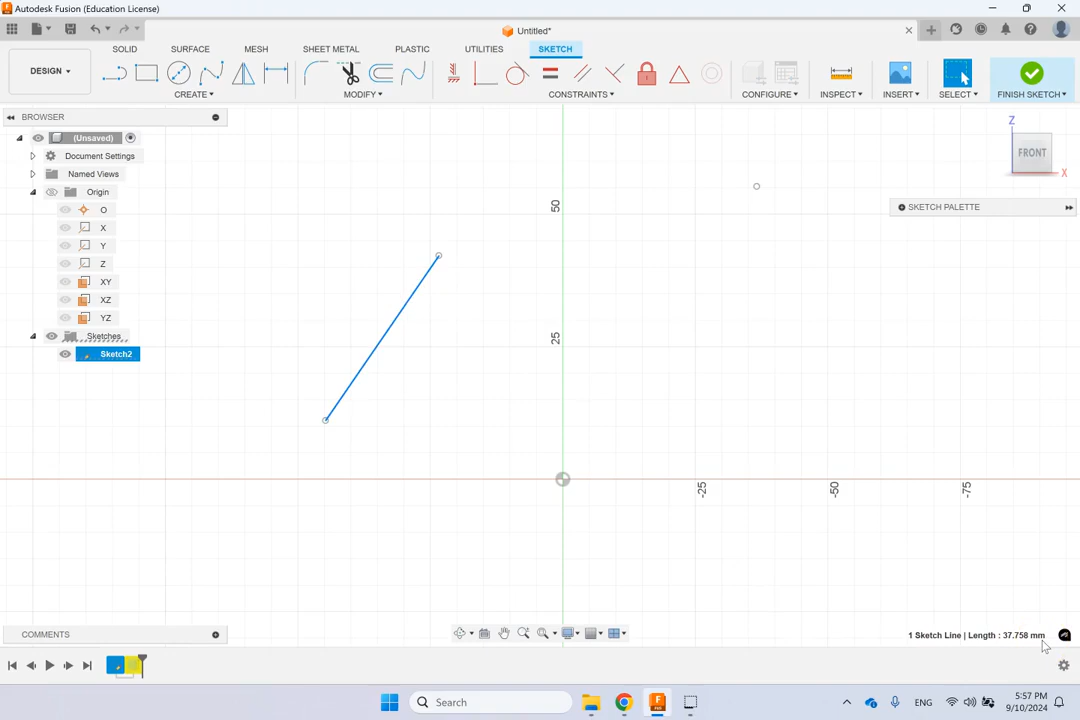 Autodesk Fusion (Education License)
Untitled*
DESIGN
SOLID SURFACE MESH SHEET METAL PLASTIC UTILITIES SKETCH
CREATE MODIFY CONSTRAINTS CONFIGURE INSPECT INSERT SELECT FINISH SKETCH
BROWSER
(Unsaved)
Document Settings
Named Views
Origin
O
X
Y
Z
XY
XZ
YZ
Sketches
Sketch2
Z
FRONT
X
SKETCH PALETTE
50
25
-25
-50
-75
COMMENTS
1 Sketch Line | Length : 37.758 mm
Search
ENG
5:57 PM
9/10/2024